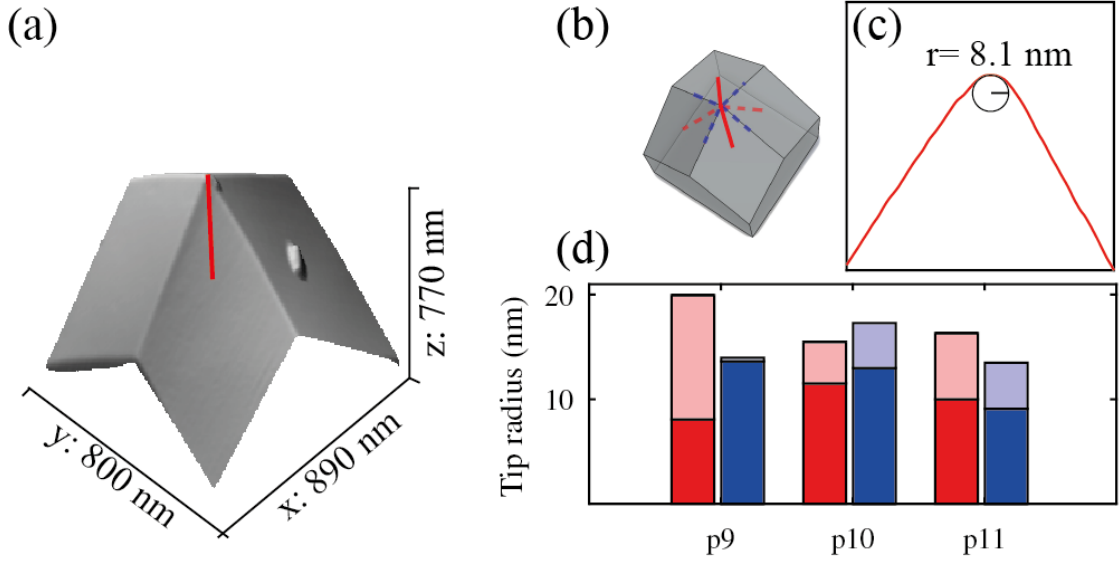 (a)
(b)
(c)
r= 8.1 nm
z: 770 nm
y: 800 nm
x: 890 nm
(d)
Tip radius (nm)
20
10
p9
p10
p11